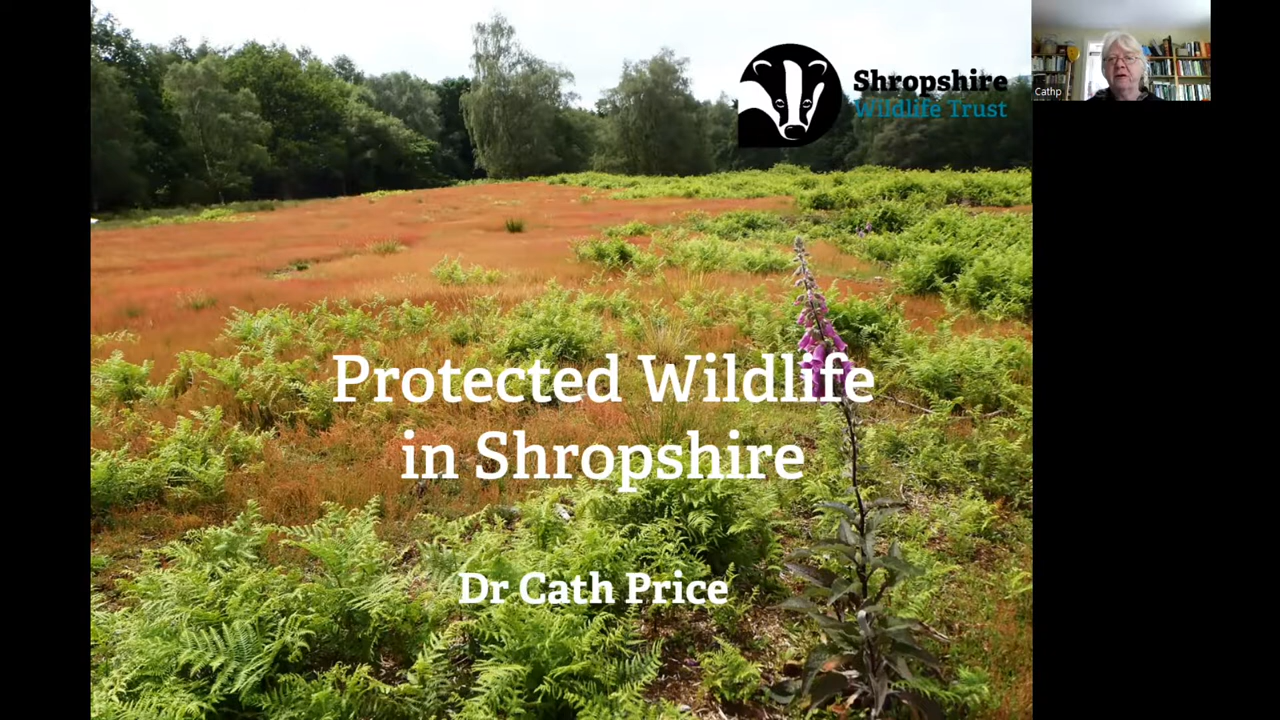 Shropshire
Wildlife Trust
Cathp
Protected Wildlife
in Shropshire
Dr Cath Price